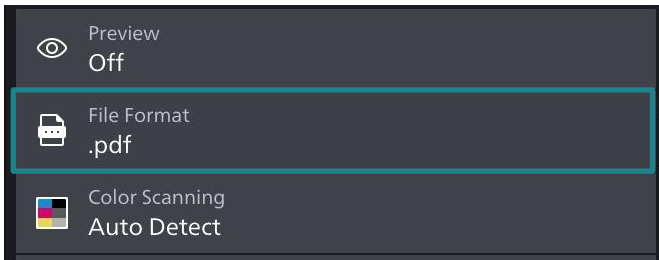 Preview
Off
File Format
.pdf
Color Scanning
Auto Detect